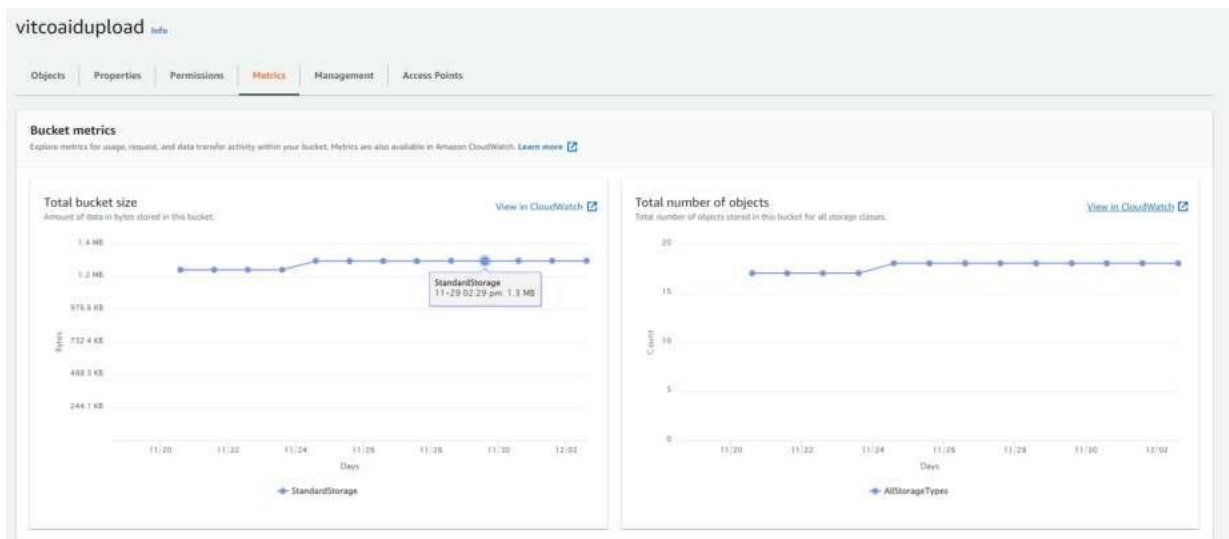 vitcoaidupload Info
Objects Properties Permissions Metrics Management Access Points
Bucket metrics
Explore metrics for usage, request, and data transfer activity within your bucket. Metrics are also available in Amazon CloudWatch. Learn more
Total bucket size
View in CloudWatch
Amount of data in bytes stored in this bucket.
1.4 MB
1.2 MB
976.6 KB
732.4 KB
488.3 KB
244.1 KB
Bytes
StandardStorage
11-29 02:29 pm: 1.3 MB
11/20 11/22 11/24 11/26 11/28 11/30 12/02
Days
StandardStorage
Total number of objects
View in CloudWatch
Total number of objects stored in this bucket for all storage classes.
20
15
10
5
0
Count
11/20 11/22 11/24 11/26 11/28 11/30 12/02
Days
AllStorageTypes